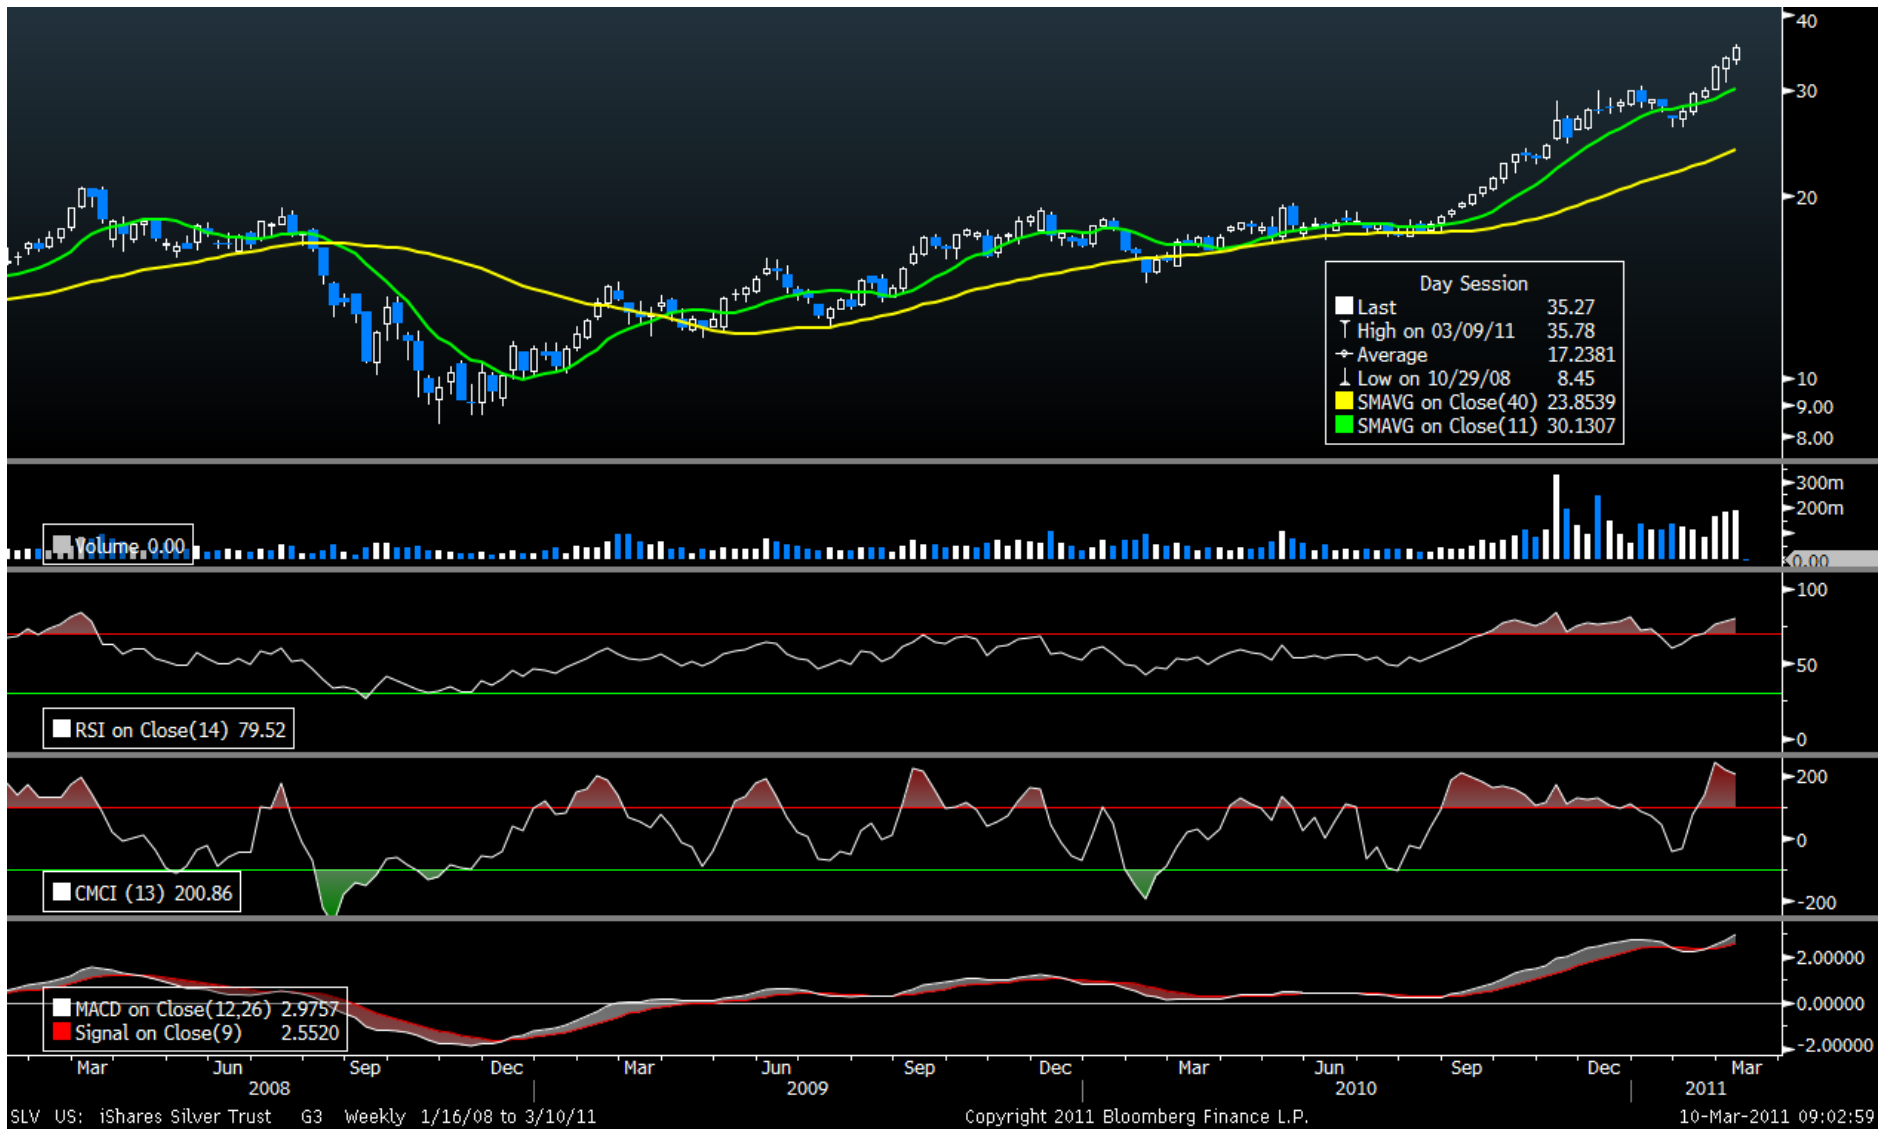 40
30
20
10
9.00
8.00
Day Session
Last 35.27
High on 03/09/11 35.78
Average 17.2381
Low on 10/29/08 8.45
SMAVG on Close(40) 23.8539
SMAVG on Close(11) 30.1307
300m
200m
0.00
Volume 0.00
100
50
0
RSI on Close(14) 79.52
200
0
-200
CMCI (13) 200.86
2.00000
0.00000
-2.00000
MACD on Close(12,26) 2.9757
Signal on Close(9) 2.5520
Mar Jun Sep Dec Mar Jun Sep Dec Mar Jun Sep Dec Mar
2008 2009 2010 2011
SLV US: iShares Silver Trust G3 Weekly 1/16/08 to 3/10/11 Copyright 2011 Bloomberg Finance L.P. 10-Mar-2011 09:02:59